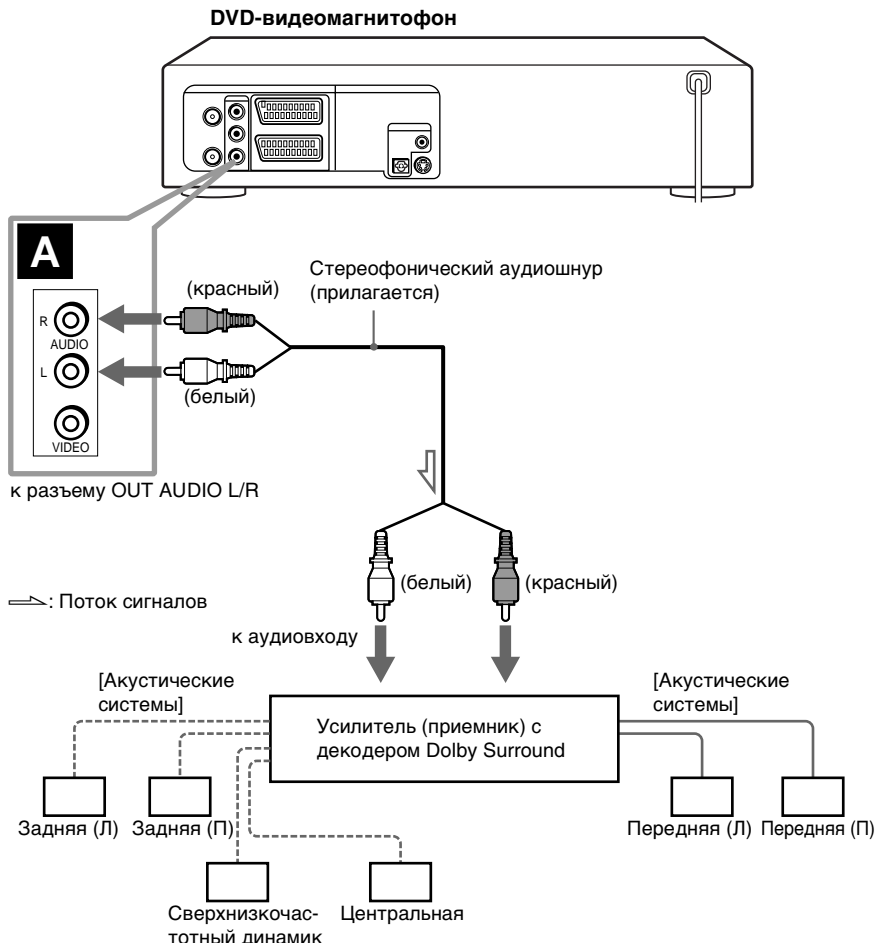 DVD-видеомагнитофон
A
Стереофонический аудиошнур
(прилагается)
(красный)
R
AUDIO
L
(белый)
VIDEO
к разъему OUT AUDIO L/R
(белый)
(красный)
: Поток сигналов
к аудиовходу
[Акустические
системы]
[Акустические
системы]
Усилитель (приемник) с
декодером Dolby Surround
Задняя (Л)
Задняя (П)
Передняя (Л)
Передняя (П)
Сверхнизкочас-
тотный динамик
Центральная